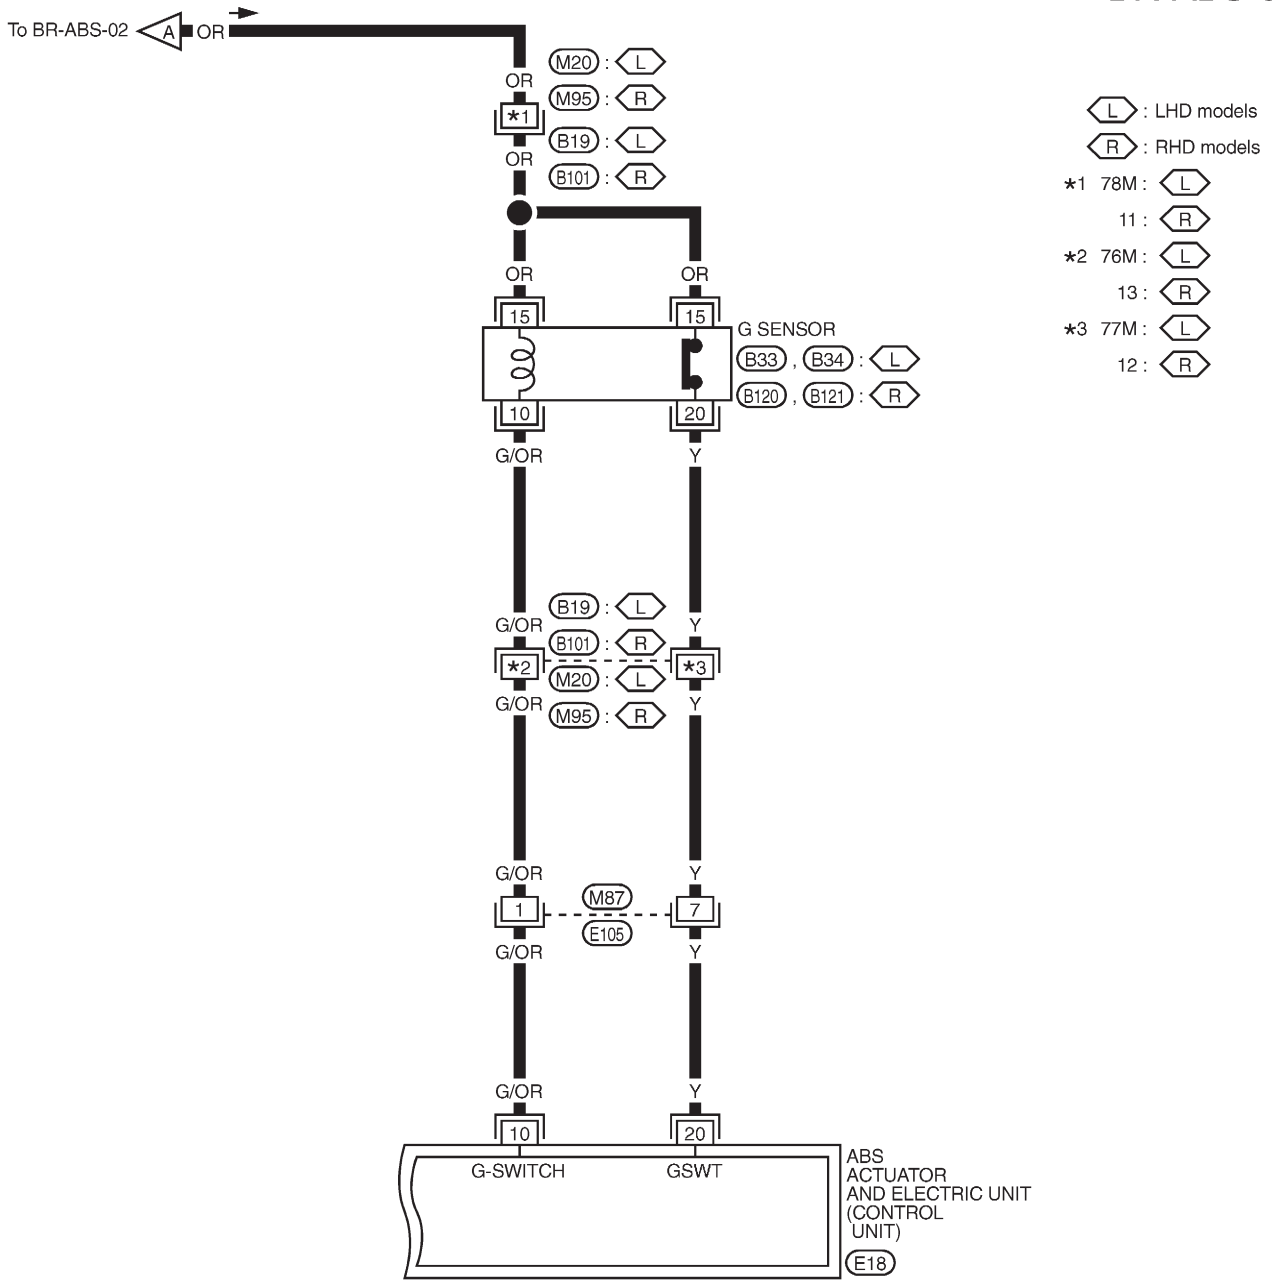 To BR-ABS-02 A OR
OR
M20 : L
M95 : R
*1
B19 : L
OR
B101 : R
L : LHD models
R : RHD models
*1 78M : L
11 : R
*2 76M : L
13 : R
*3 77M : L
12 : R
OR OR
15 15
G SENSOR
B33 , B34 : L
B120 , B121 : R
10 20
G/OR Y
B19 : L
G/OR Y
B101 : R
*2 *3
M20 : L
G/OR Y
M95 : R
G/OR Y
M87
1 7
E105
G/OR Y
G/OR Y
10 20
G-SWITCH GSWT
ABS
ACTUATOR
AND ELECTRIC UNIT
(CONTROL
UNIT)
E18